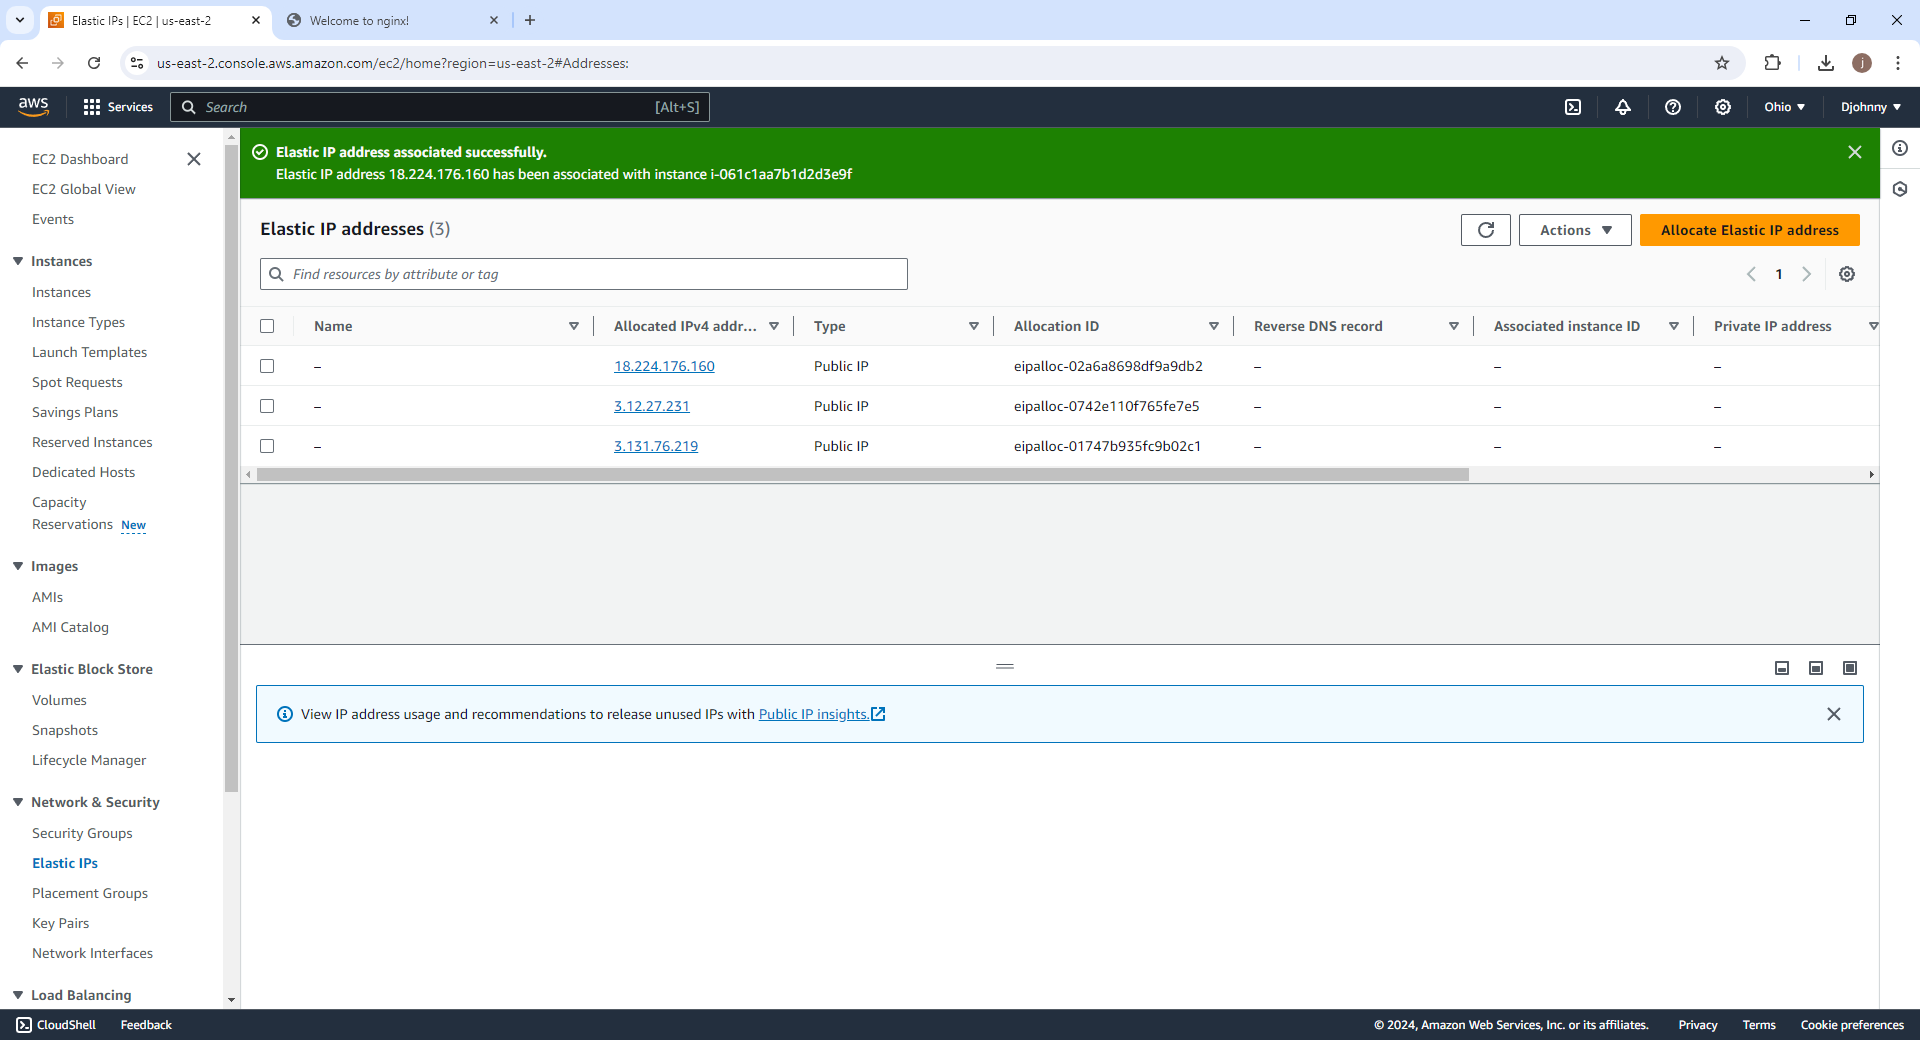 Elastic IPs | EC2 | us-east-2
Welcome to nginx!
us-east-2.console.aws.amazon.com/ec2/home?region=us-east-2#Addresses:
j
aws
Services
Search
[Alt+S]
Ohio
Djohnny
EC2 Dashboard
EC2 Global View
Events
Instances
Instances
Instance Types
Launch Templates
Spot Requests
Savings Plans
Reserved Instances
Dedicated Hosts
Capacity
Reservations New
Images
AMIs
AMI Catalog
Elastic Block Store
Volumes
Snapshots
Lifecycle Manager
Network & Security
Security Groups
Elastic IPs
Placement Groups
Key Pairs
Network Interfaces
Load Balancing
Elastic IP address associated successfully.
Elastic IP address 18.224.176.160 has been associated with instance i-061c1aa7b1d2d3e9f
Elastic IP addresses (3)
Actions
Allocate Elastic IP address
Find resources by attribute or tag
1
Name Allocated IPv4 addr... Type Allocation ID Reverse DNS record Associated instance ID Private IP address
– 18.224.176.160 Public IP eipalloc-02a6a8698df9a9db2 – – –
– 3.12.27.231 Public IP eipalloc-0742e110f765fe7e5 – – –
– 3.131.76.219 Public IP eipalloc-01747b935fc9b02c1 – – –
View IP address usage and recommendations to release unused IPs with Public IP insights.
CloudShell
Feedback
© 2024, Amazon Web Services, Inc. or its affiliates.
Privacy
Terms
Cookie preferences